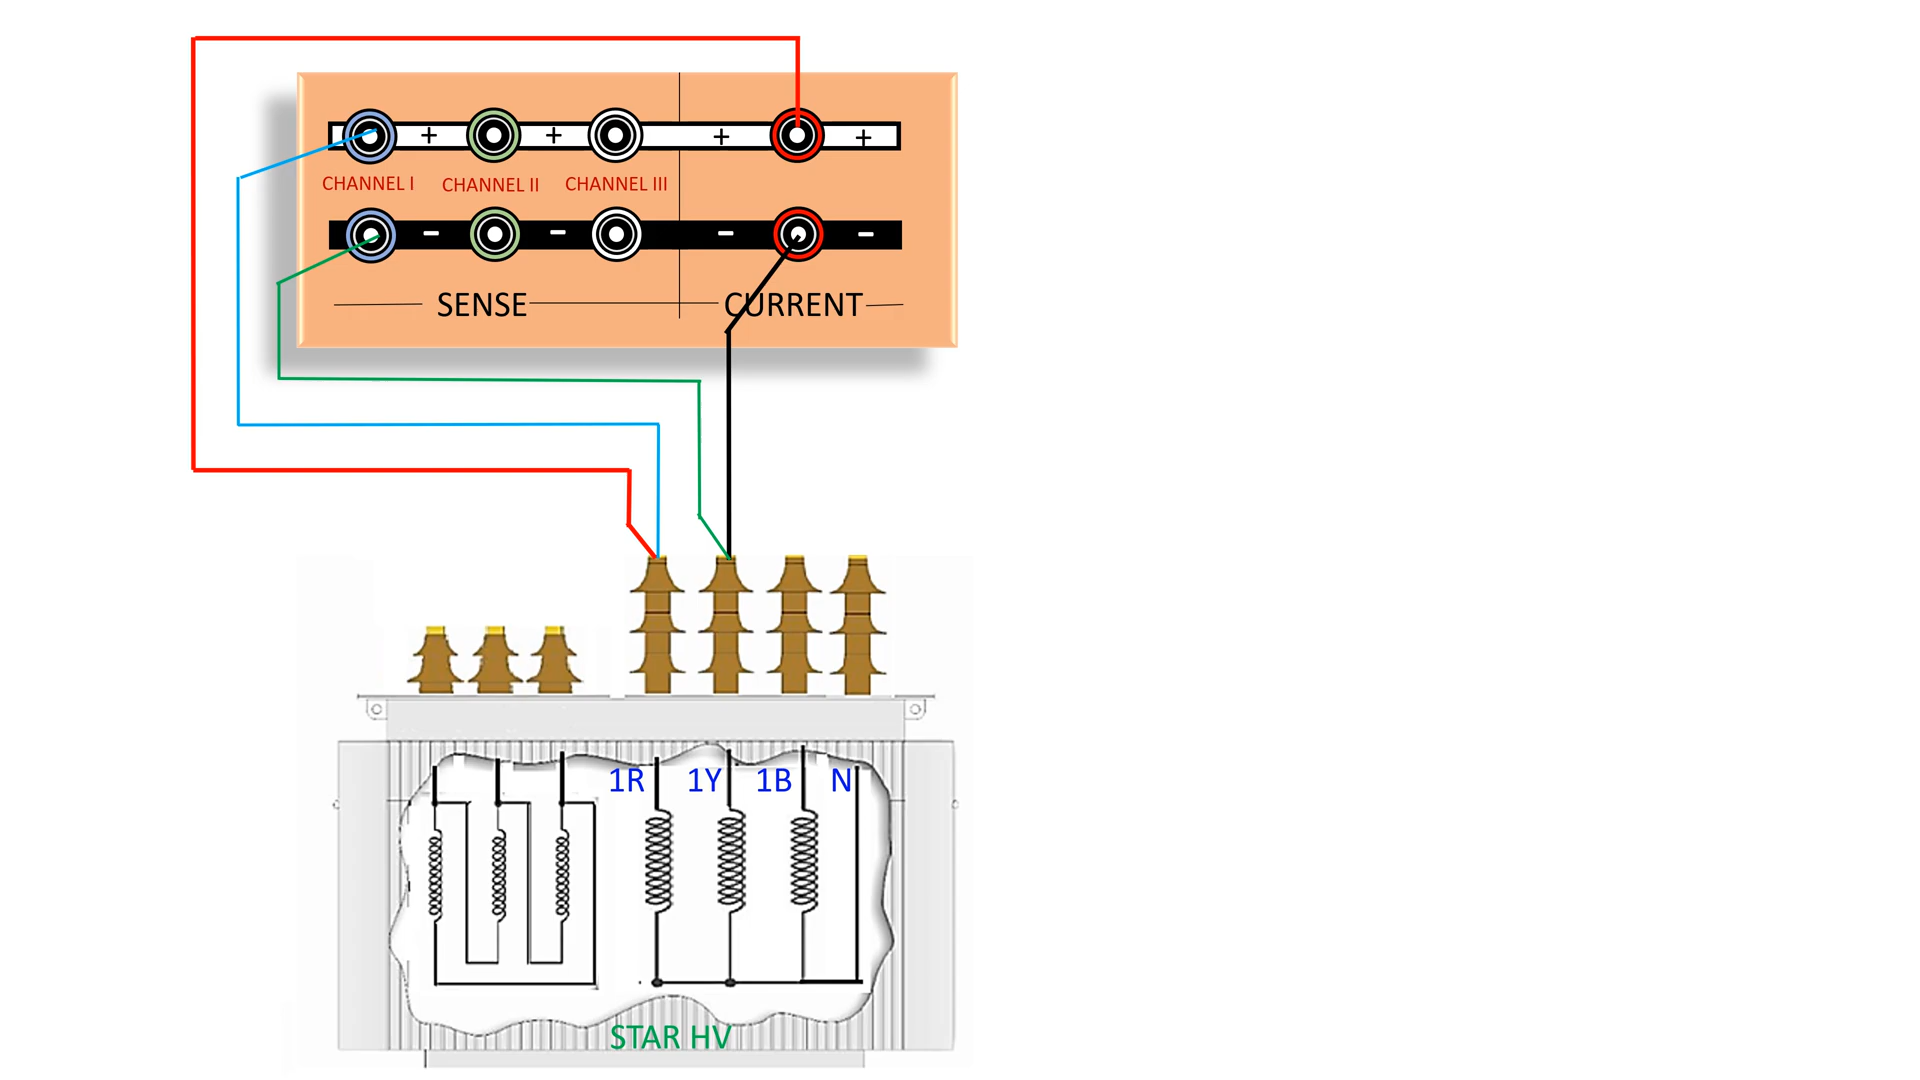 + + + +
CHANNEL I CHANNEL II CHANNEL III
- - - -
SENSE CURRENT
1R 1Y 1B N
STAR HV